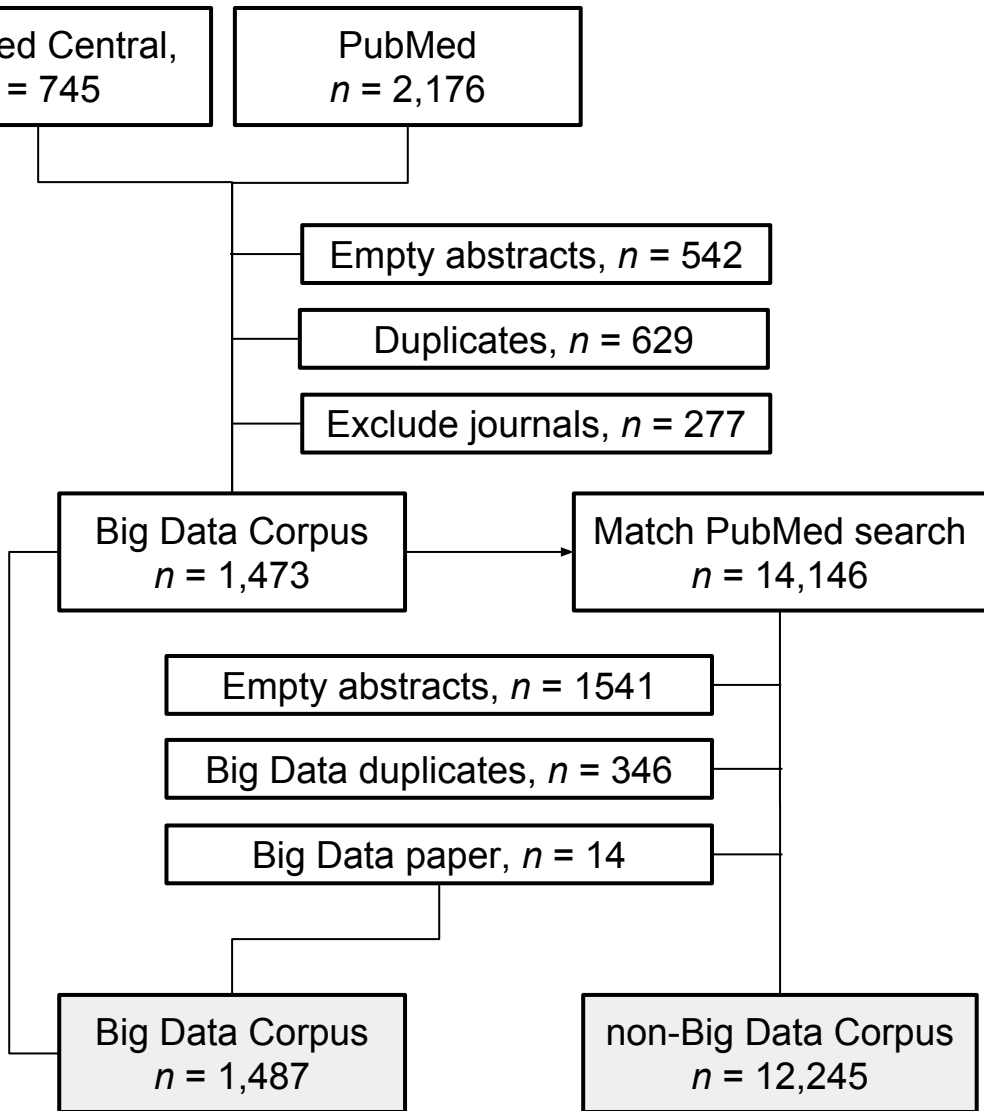 ed Central,
= 745
PubMed
n = 2,176
Empty abstracts, n = 542
Duplicates, n = 629
Exclude journals, n = 277
Big Data Corpus
n = 1,473
Match PubMed search
n = 14,146
Empty abstracts, n = 1541
Big Data duplicates, n = 346
Big Data paper, n = 14
Big Data Corpus
n = 1,487
non-Big Data Corpus
n = 12,245